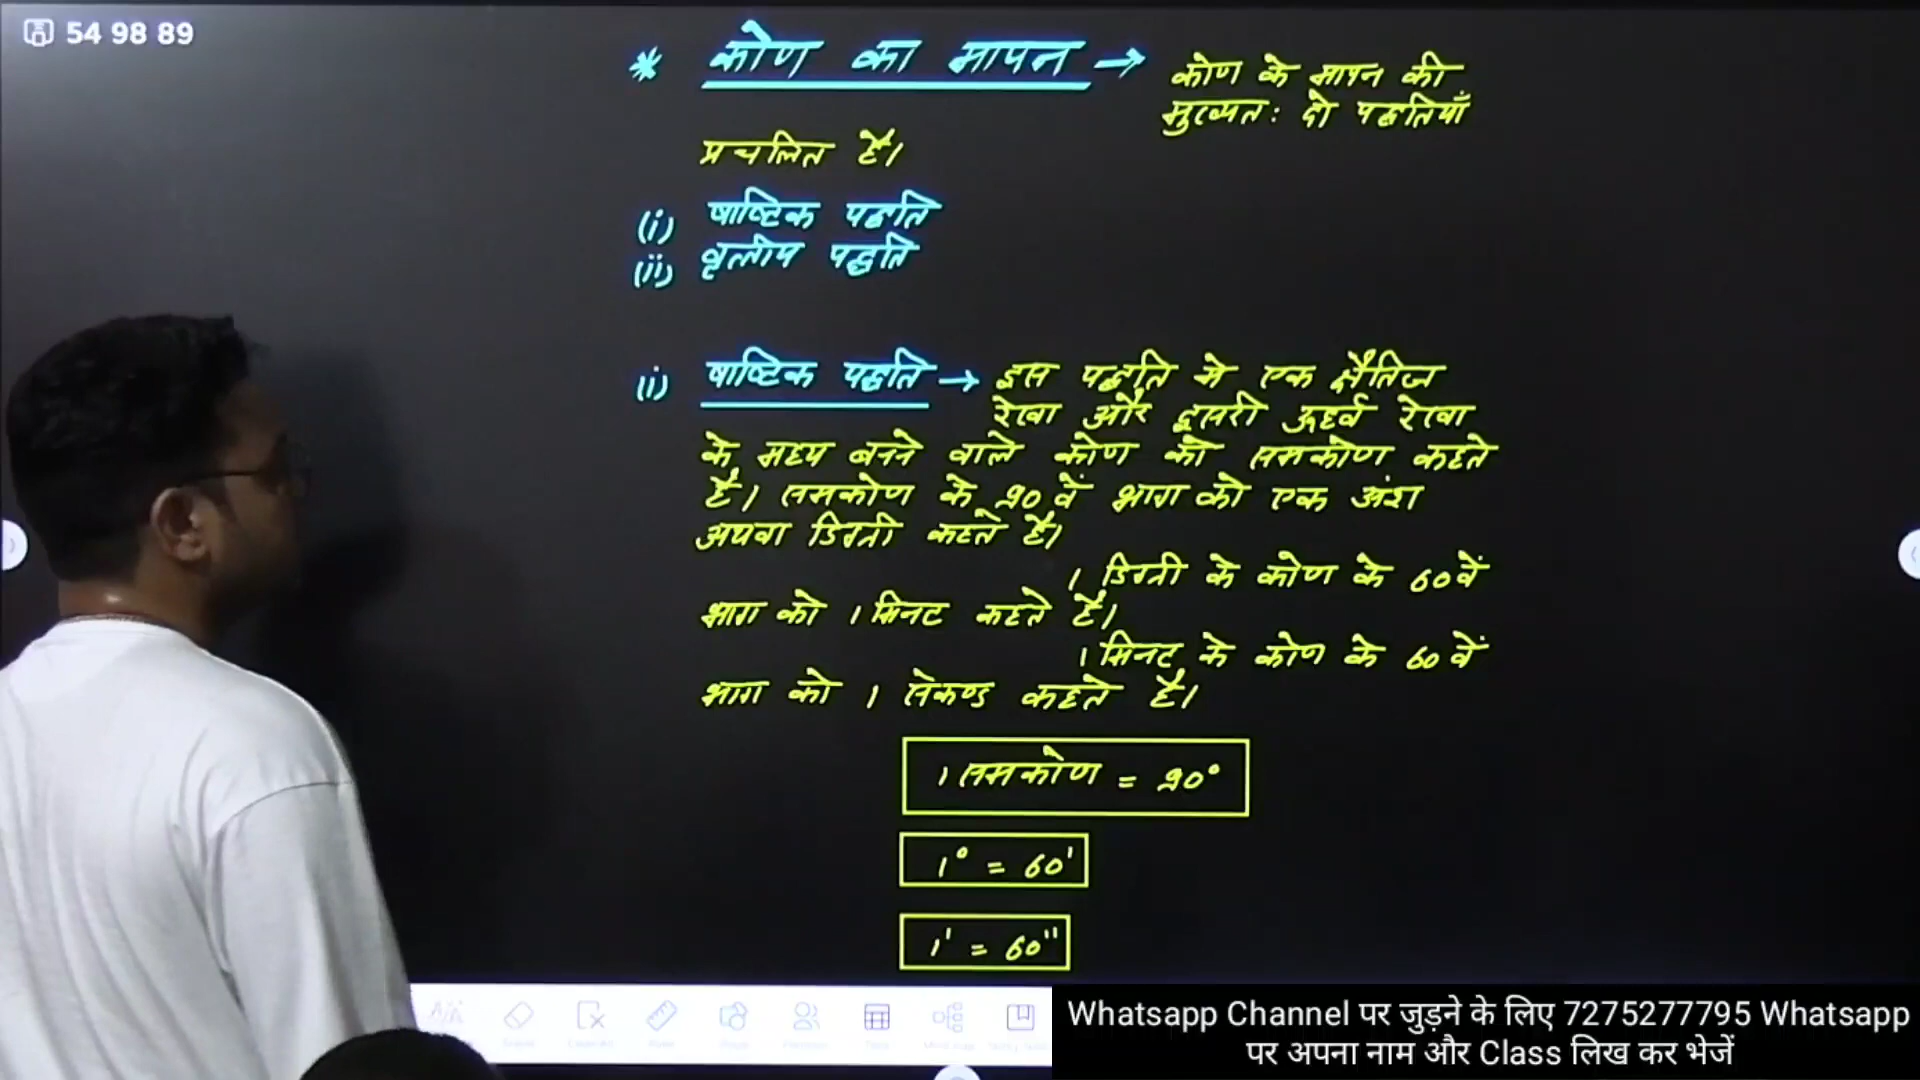 54 98 89
* कोण का मापन → कोण के मापन की
मुख्यतः दो पद्धतियाँ
प्रचलित है।
(i) षाष्टिक पद्धति
(ii) वृत्तीय पद्धति
(i) षाष्टिक पद्धति → इस पद्धति मे एक क्षैतिज
रेखा और दूसरी ऊर्ध्व रेखा
के मध्य बनने वाले कोण को समकोण कहते
है। समकोण के 90 वें भाग को एक अंश
अथवा डिग्री कहते है।
1 डिग्री के कोण के 60 वें
भाग को 1 मिनट कहते है।
1 मिनट के कोण के 60 वें
भाग को 1 सेकण्ड कहते है।
1 समकोण = 90°
1° = 60'
1' = 60"
Whatsapp Channel पर जुड़ने के लिए 7275277795 Whatsapp
पर अपना नाम और Class लिख कर भेजें